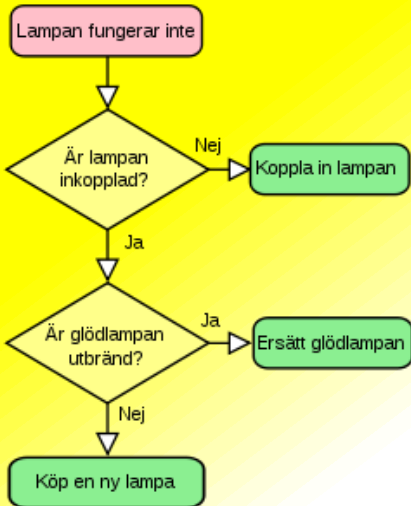 Lampan fungerar inte
Är lampan
inkopplad?
Nej
Koppla in lampan
Ja
Är glödlampan
utbränd?
Ja
Ersätt glödlampan
Nej
Köp en ny lampa